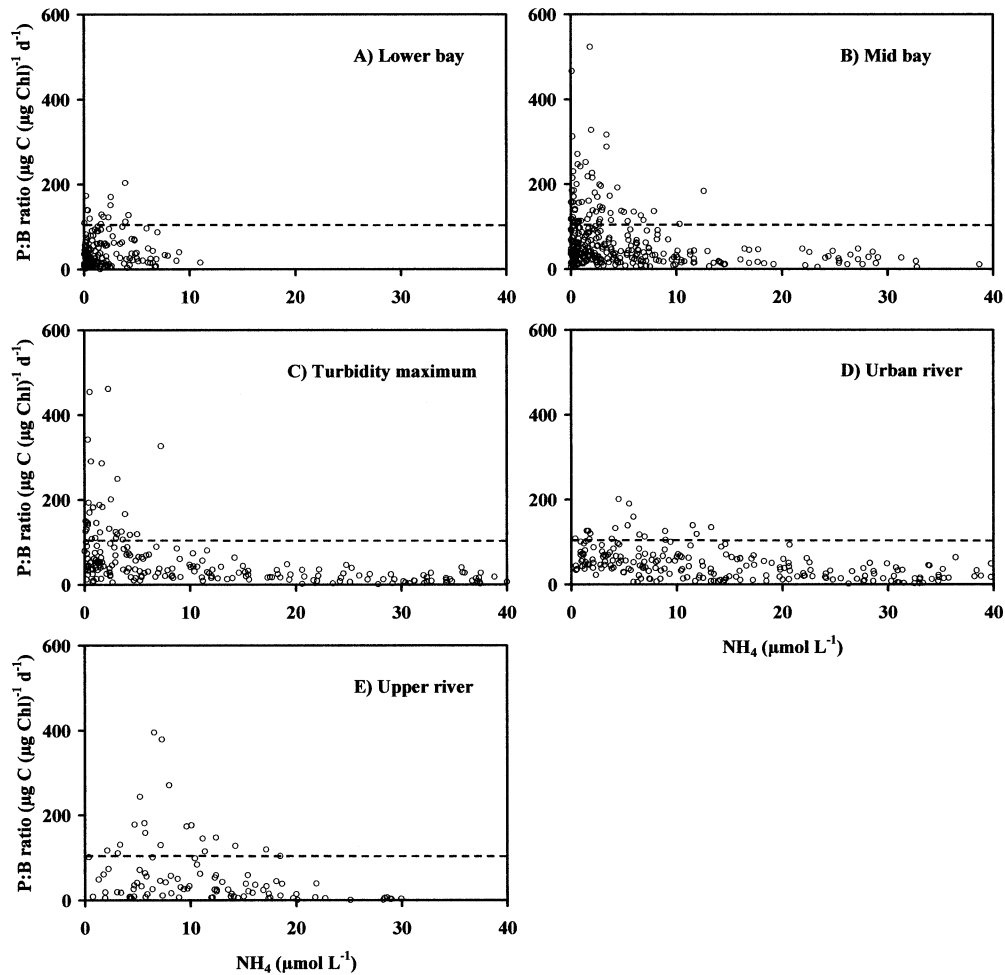 600
400
200
0
P:B ratio (µg C (µg Chl)⁻¹ d⁻¹)
A) Lower bay
0 10 20 30 40
600
400
200
0
B) Mid bay
0 10 20 30 40
600
400
200
0
P:B ratio (µg C (µg Chl)⁻¹ d⁻¹)
C) Turbidity maximum
0 10 20 30 40
600
400
200
0
D) Urban river
0 10 20 30 40
NH₄ (µmol L⁻¹)
600
400
200
0
P:B ratio (µg C (µg Chl)⁻¹ d⁻¹)
E) Upper river
0 10 20 30 40
NH₄ (µmol L⁻¹)